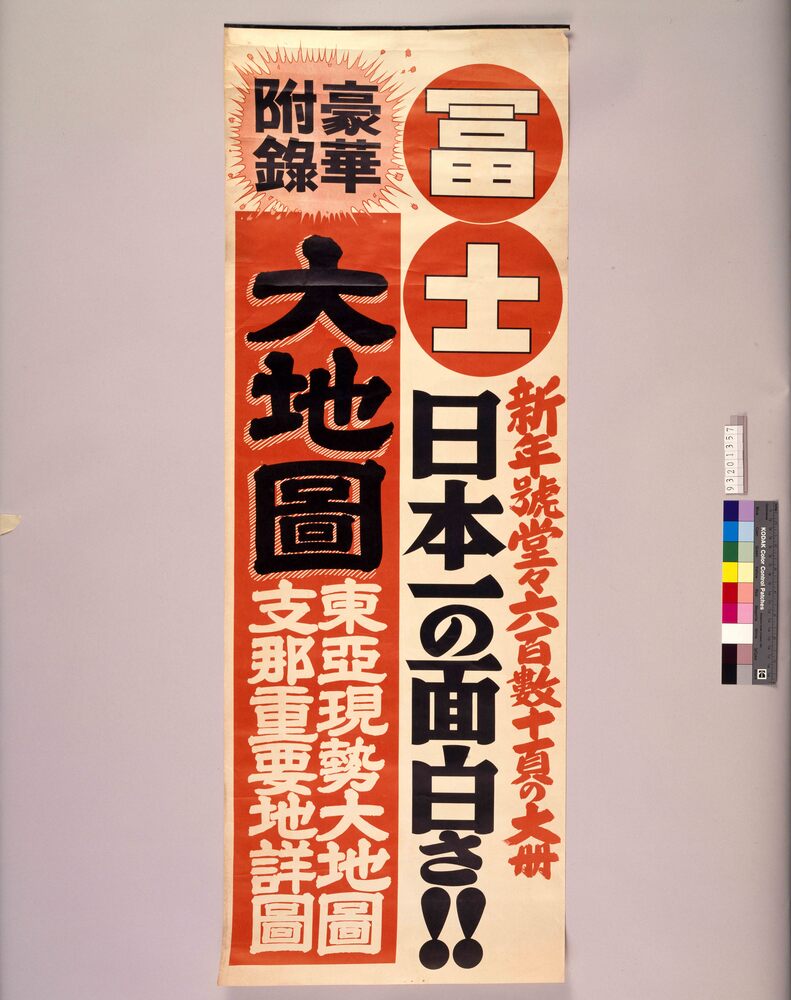 冨士
新年號堂々六百數十頁の大冊
日本一の面白さ!!
豪華
附錄
大地圖
東亞現勢大地圖
支那重要地詳圖
93201357
KODAK Color Control Patches